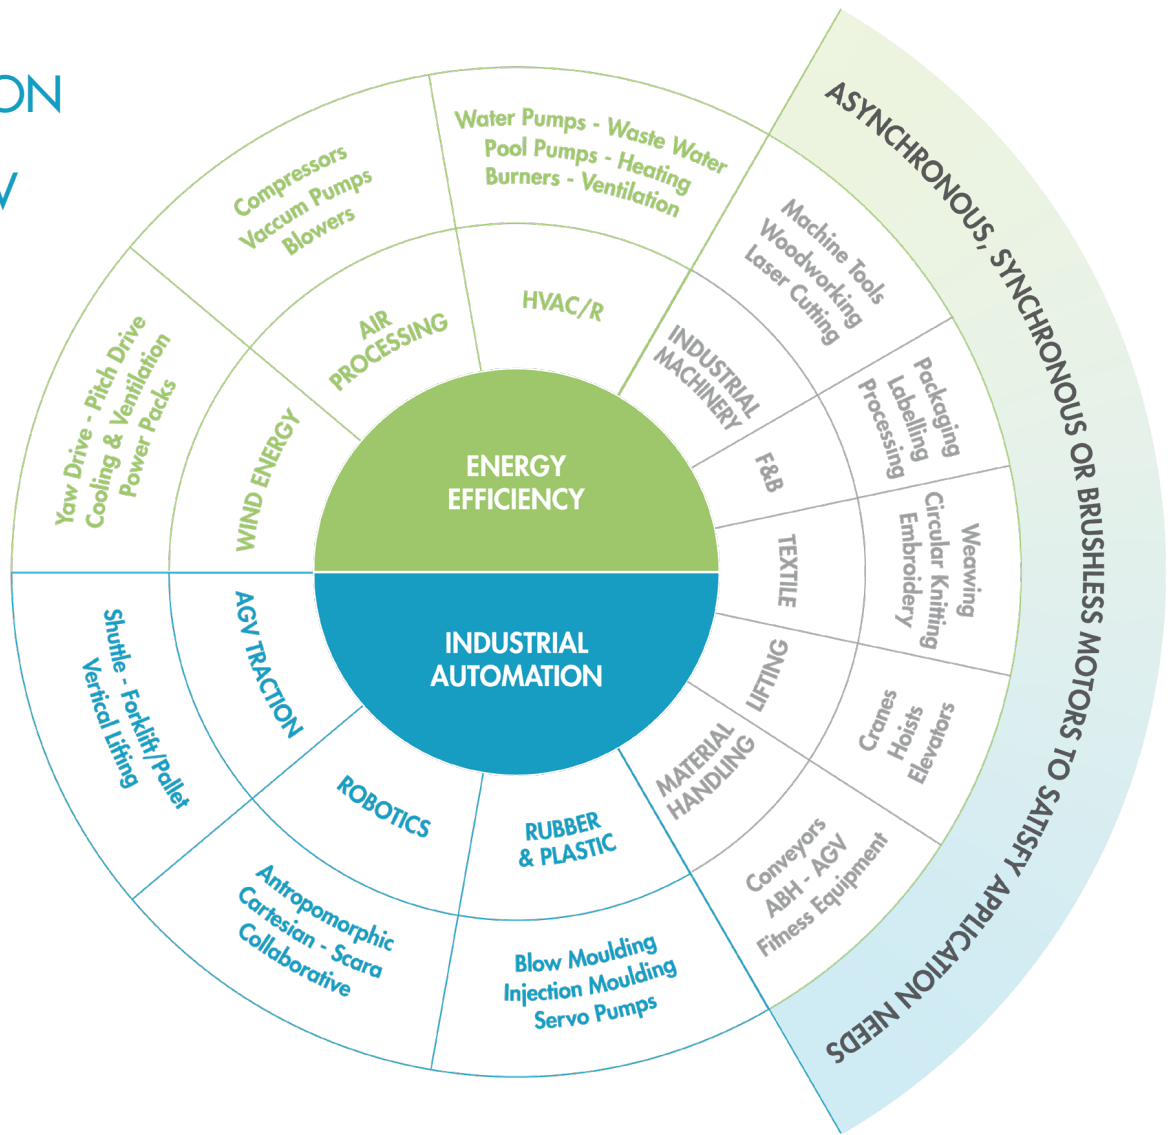 ON
V
Compressors
Vaccum Pumps
Blowers
AIR
PROCESSING
Water Pumps - Waste Water
Pool Pumps - Heating
Burners - Ventilation
HVAC/R
Yaw Drive - Pitch Drive
Cooling & Ventilation
Power Packs
WIND ENERGY
ENERGY
EFFICIENCY
INDUSTRIAL
AUTOMATION
AGV TRACTION
Shuttle - Forklift/Pallet
Vertical Lifting
ROBOTICS
Antropomorphic
Cartesian - Scara
Collaborative
RUBBER
& PLASTIC
Blow Moulding
Injection Moulding
Servo Pumps
INDUSTRIAL
MACHINERY
Machine Tools
Woodworking
Laser Cutting
F&B
Packaging
Labelling
Processing
TEXTILE
Weawing
Circular Knitting
Embroidery
LIFTING
Cranes
Hoists
Elevators
MATERIAL
HANDLING
Conveyors
ABH - AGV
Fitness Equipment
ASYNCHRONOUS, SYNCHRONOUS OR BRUSHLESS MOTORS TO SATISFY APPLICATION NEEDS